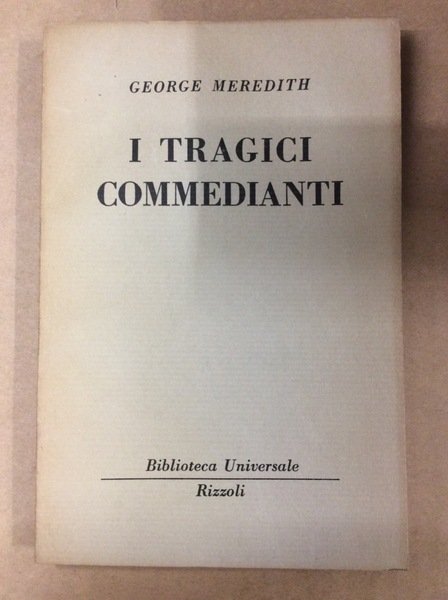 GEORGE MEREDITH
I TRAGICI
COMMEDIANTI
Biblioteca Universale
Rizzoli